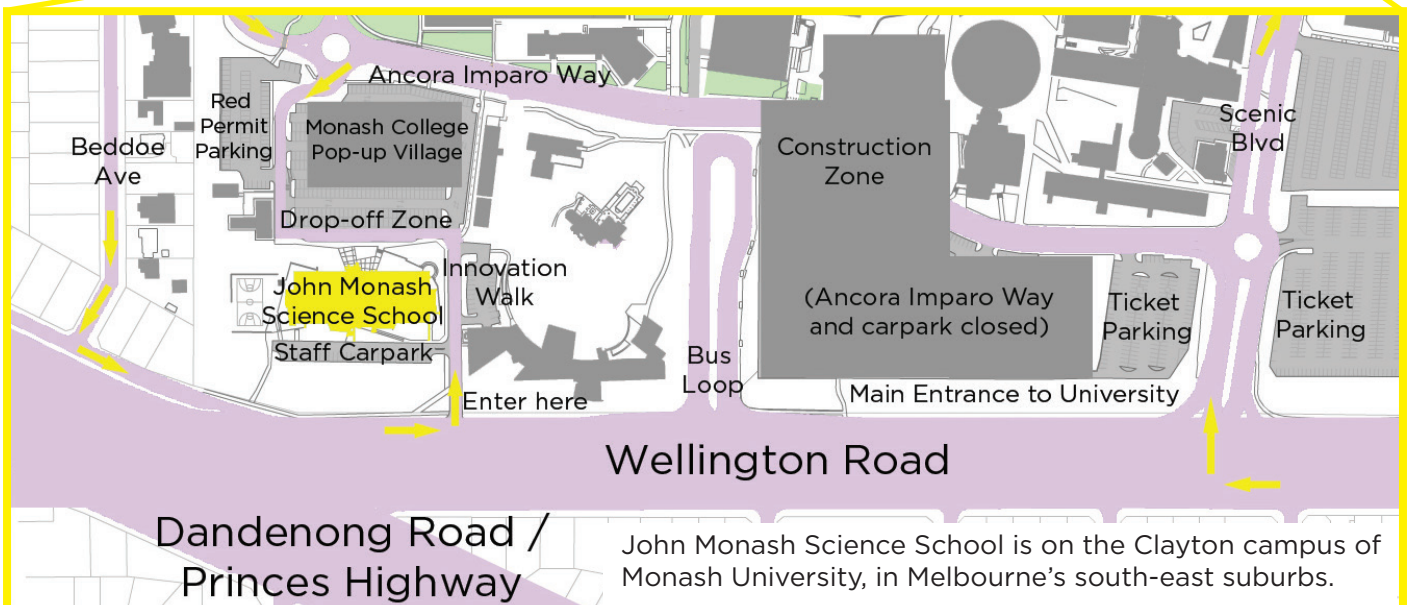 Ancora Imparo Way
Red
Permit
Parking
Monash College
Pop-up Village
Beddoe
Ave
Construction
Zone
Scenic
Blvd
Drop-off Zone
Innovation
Walk
John Monash
Science School
Staff Carpark
(Ancora Imparo Way
and carpark closed)
Ticket
Parking
Ticket
Parking
Bus
Loop
Enter here
Main Entrance to University
Wellington Road
Dandenong Road /
Princes Highway
John Monash Science School is on the Clayton campus of
Monash University, in Melbourne’s south-east suburbs.